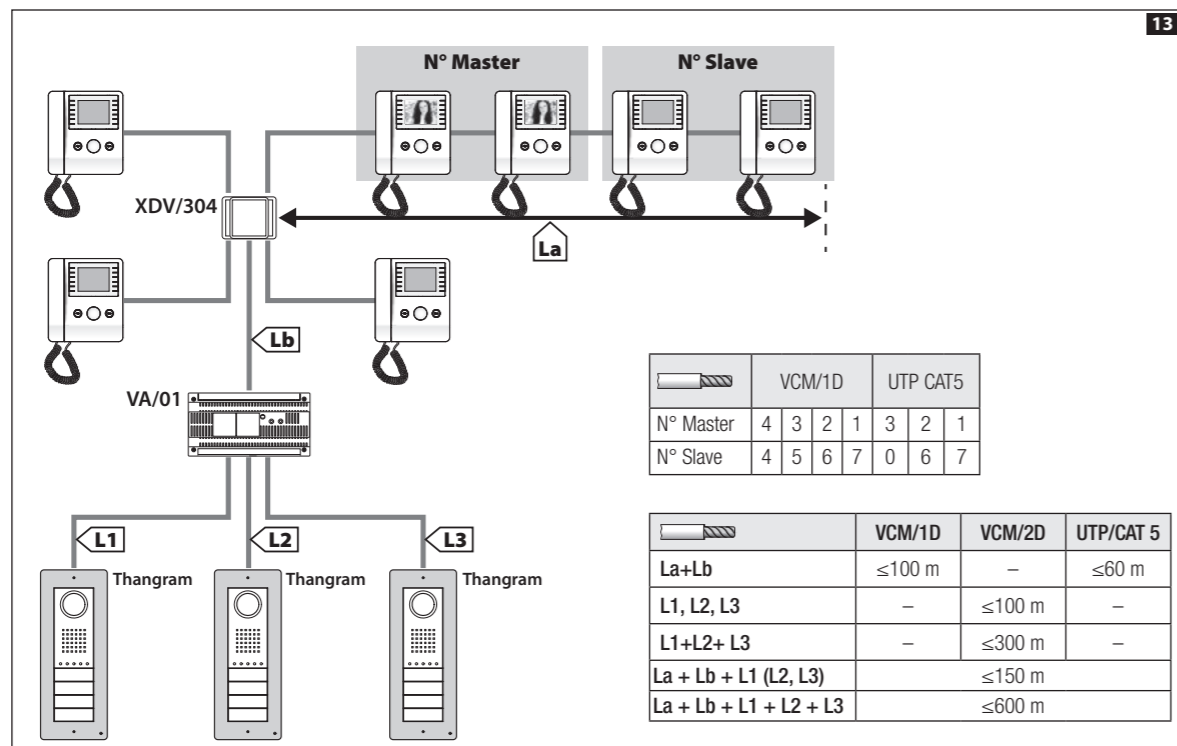 13
N° Master N° Slave
XDV/304
La
Lb
VA/01
L1 L2 L3
Thangram Thangram Thangram
VCM/1D UTP CAT5
N° Master 4 3 2 1 3 2 1
N° Slave 4 5 6 7 0 6 7
VCM/1D VCM/2D UTP/CAT 5
La+Lb ≤100 m – ≤60 m
L1, L2, L3 – ≤100 m –
L1+L2+ L3 – ≤300 m –
La + Lb + L1 (L2, L3) ≤150 m
La + Lb + L1 + L2 + L3 ≤600 m